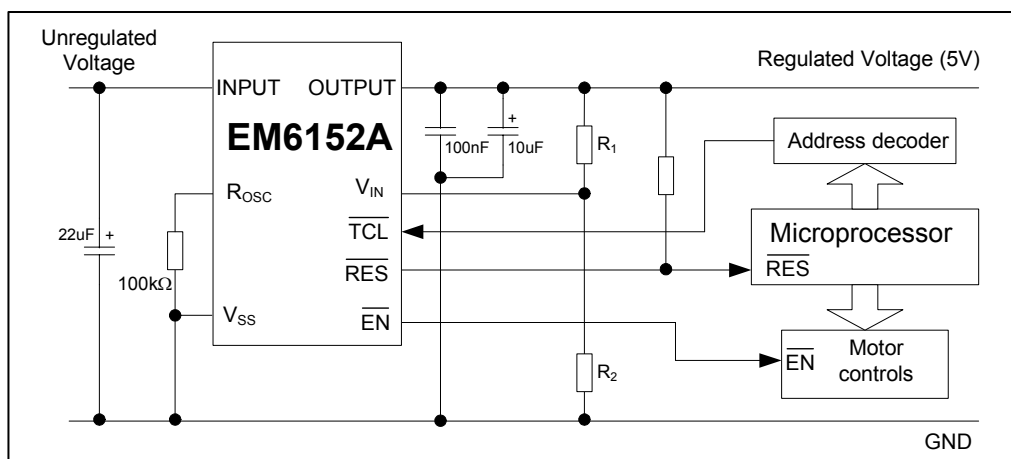 Unregulated
Voltage
Regulated Voltage (5V)
INPUT OUTPUT
EM6152A
100nF
+
10uF
R1
Address decoder
ROSC
VIN
TCL
Microprocessor
22uF
+
RES
RES
100kΩ
VSS
EN
EN
Motor
controls
R2
GND